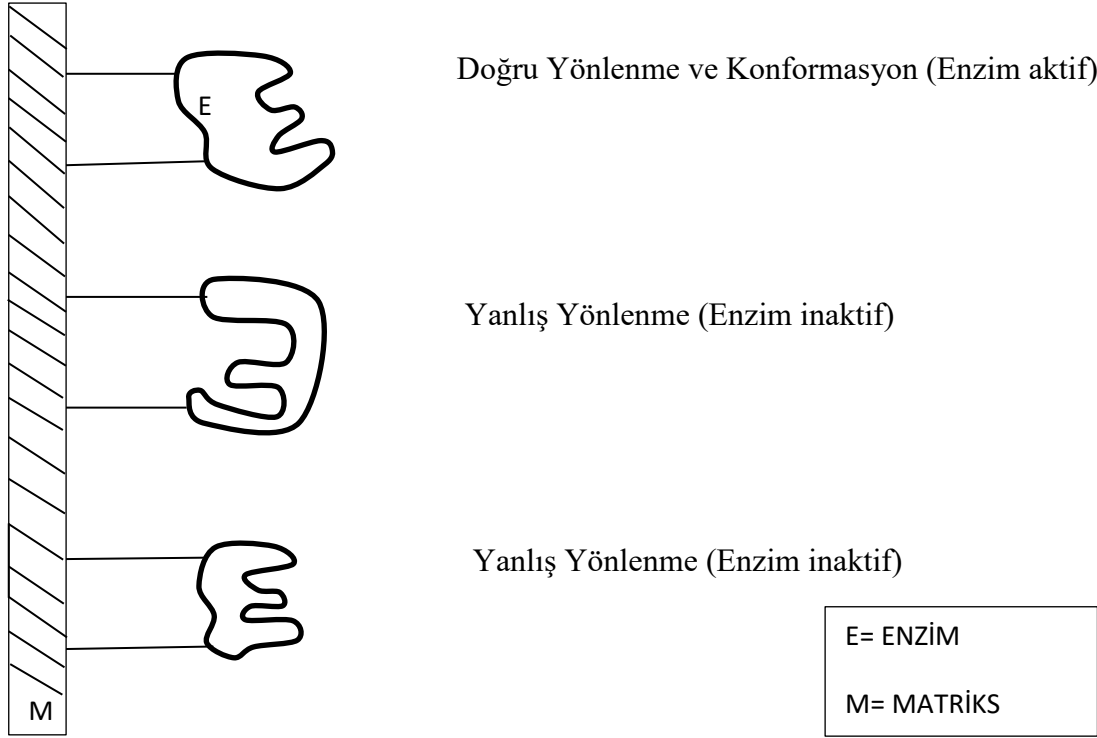 Doğru Yönlenme ve Konformasyon (Enzim aktif)
E
Yanlış Yönlenme (Enzim inaktif)
Yanlış Yönlenme (Enzim inaktif)
E= ENZİM
M= MATRİKS
M